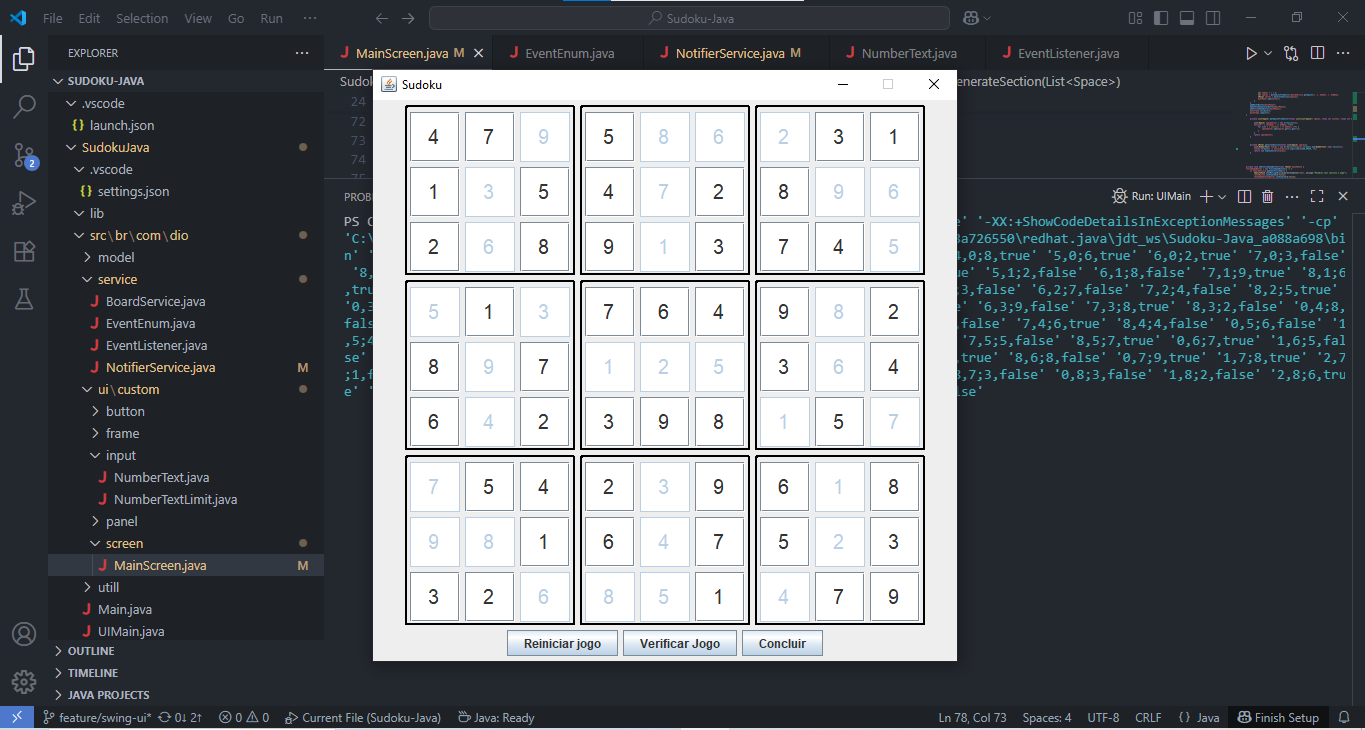 File Edit Selection View Go Run ··· Sudoku-Java
EXPLORER ···
SUDOKU-JAVA
.vscode
launch.json
SudokuJava
.vscode
settings.json
lib
src\br\com\dio
model
service
BoardService.java
EventEnum.java
EventListener.java
NotifierService.java M
ui\custom
button
frame
input
NumberText.java
NumberTextLimit.java
panel
screen
MainScreen.java M
utill
Main.java
UIMain.java
OUTLINE
TIMELINE
JAVA PROJECTS
2
MainScreen.java M EventEnum.java NotifierService.java M NumberText.java EventListener.java
Sudok
enerateSection(List<Space>)
24
72
73
74
PROB
Run: UIMain
Sudoku
4 7 9 5 8 6 2 3 1
1 3 5 4 7 2 8 9 6
2 6 8 9 1 3 7 4 5
5 1 3 7 6 4 9 8 2
8 9 7 1 2 5 3 6 4
6 4 2 3 9 8 1 5 7
7 5 4 2 3 9 6 1 8
9 8 1 6 4 7 5 2 3
3 2 6 8 5 1 4 7 9
Reiniciar jogo Verificar Jogo Concluir
PS C
e' '-XX:+ShowCodeDetailsInExceptionMessages' '-cp'
'C:\
8a726550\redhat.java\jdt_ws\Sudoku-Java_a088a698\bi
n' '
4,0;8,true' '5,0;6,true' '6,0;2,true' '7,0;3,false'
'8,
ue' '5,1;2,false' '6,1;8,false' '7,1;9,true' '8,1;6
,true
;3,false' '6,2;7,false' '7,2;4,false' '8,2;5,true'
'0,3
'6,3;9,false' '7,3;8,true' '8,3;2,false' '0,4;8,
fals
,false' '7,4;6,true' '8,4;4,false' '0,5;6,false' '1
,5;4
'7,5;5,false' '8,5;7,true' '0,6;7,true' '1,6;5,fal
se'
,true' '8,6;8,false' '0,7;9,true' '1,7;8,true' '2,7
;1,f
8,7;3,false' '0,8;3,false' '1,8;2,false' '2,8;6,tru
e' '
lse'
feature/swing-ui* 0↓ 2↑ 0 0 Current File (Sudoku-Java) Java: Ready Ln 78, Col 73 Spaces: 4 UTF-8 CRLF {} Java Finish Setup